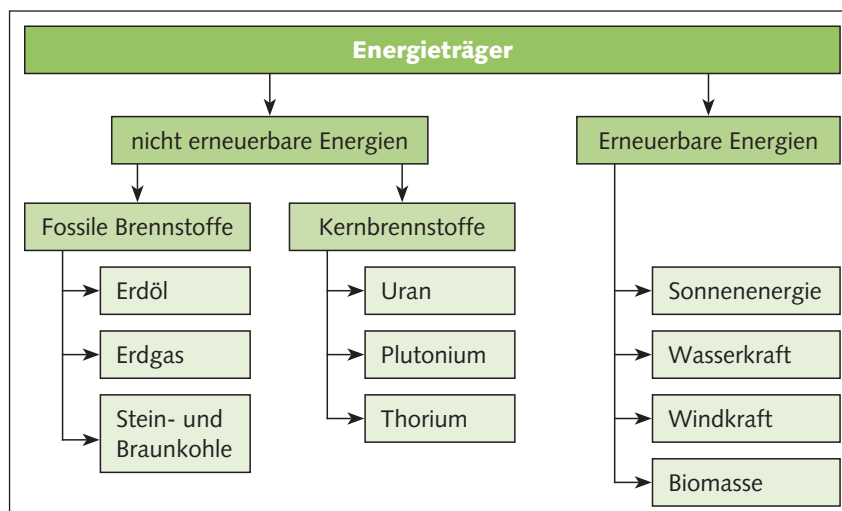 Energieträger
nicht erneuerbare Energien
Erneuerbare Energien
Fossile Brennstoffe
Kernbrennstoffe
Erdöl
Uran
Sonnenenergie
Erdgas
Plutonium
Wasserkraft
Stein- und
Braunkohle
Thorium
Windkraft
Biomasse